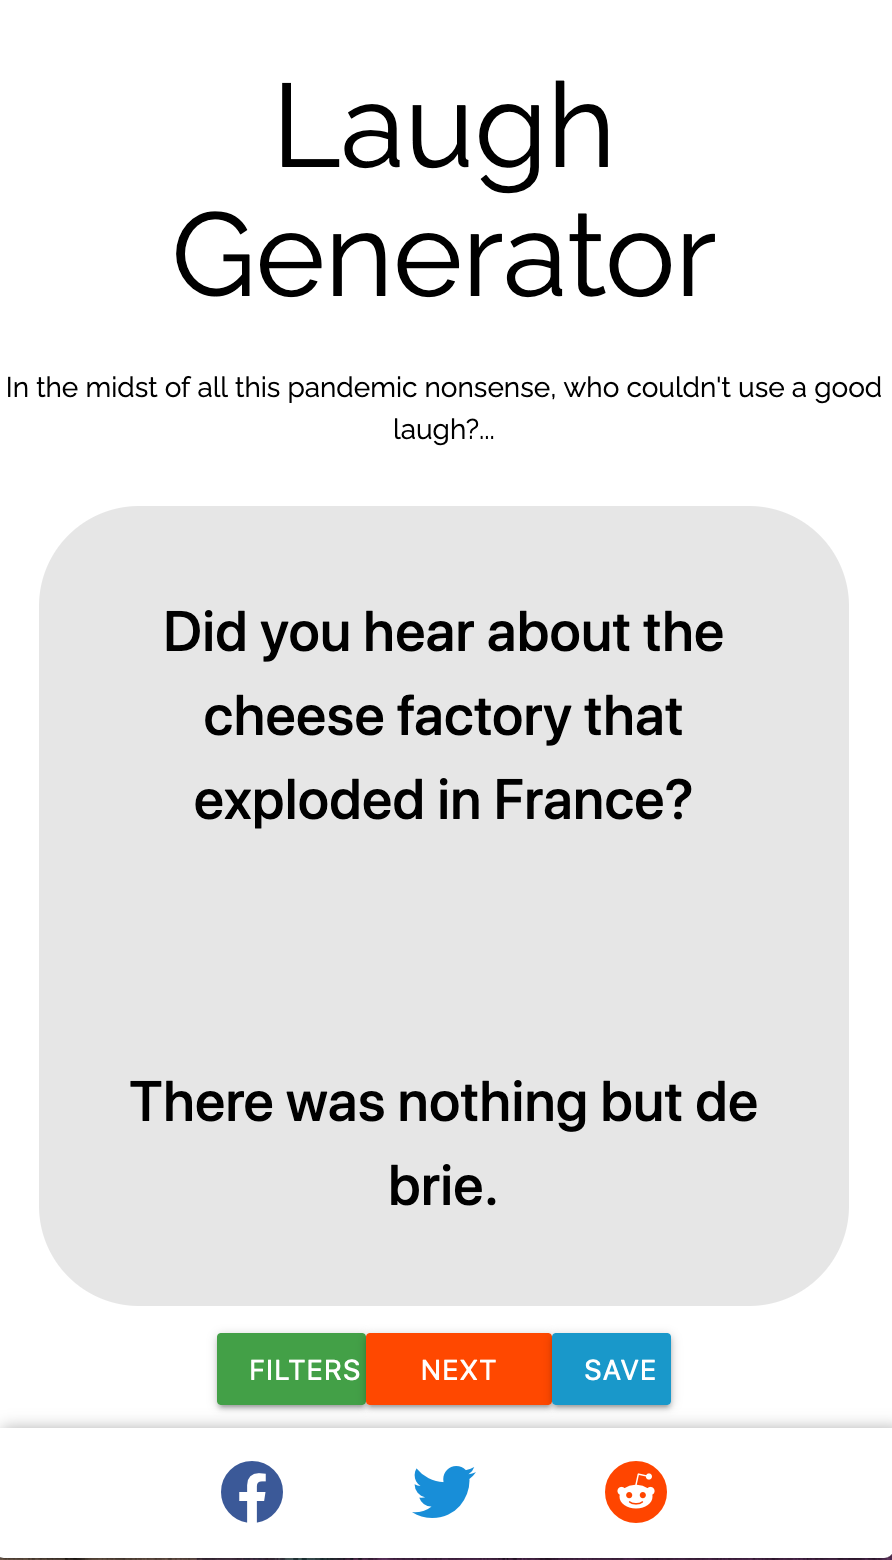 Laugh
Generator
In the midst of all this pandemic nonsense, who couldn't use a good
laugh?...
Did you hear about the
cheese factory that
exploded in France?
There was nothing but de
brie.
FILTERS NEXT SAVE